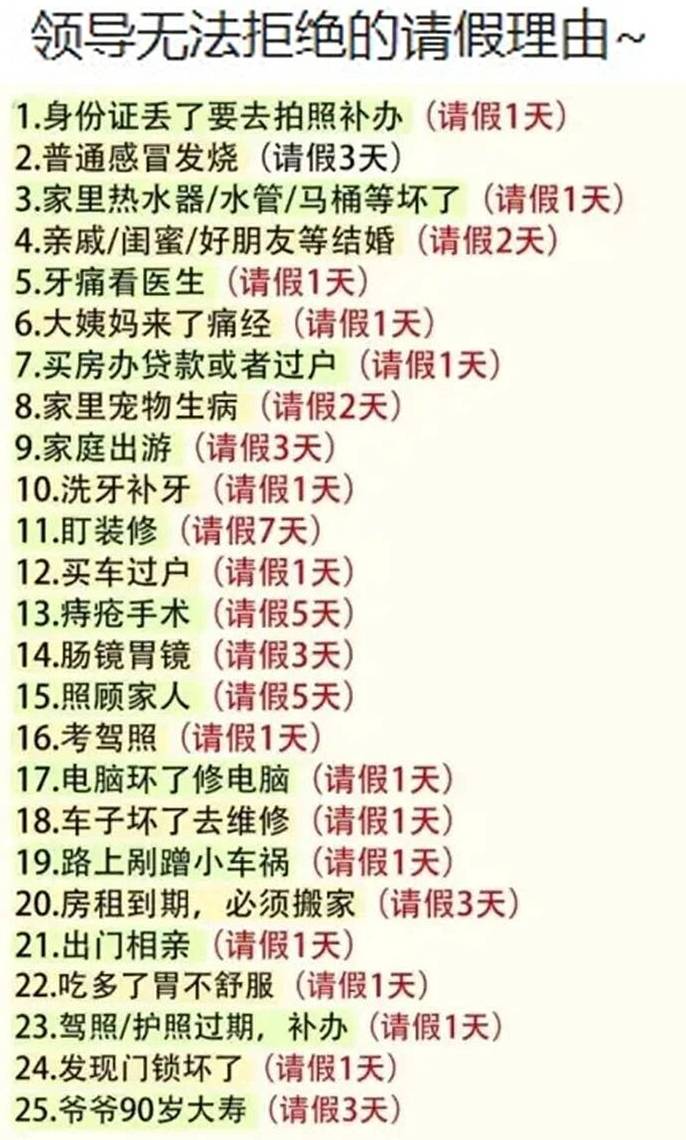 领导无法拒绝的请假理由~
1.身份证丢了要去拍照补办（请假1天）
2.普通感冒发烧（请假3天）
3.家里热水器/水管/马桶等坏了（请假1天）
4.亲戚/闺蜜/好朋友等结婚（请假2天）
5.牙痛看医生（请假1天）
6.大姨妈来了痛经（请假1天）
7.买房办贷款或者过户（请假1天）
8.家里宠物生病（请假2天）
9.家庭出游（请假3天）
10.洗牙补牙（请假1天）
11.盯装修（请假7天）
12.买车过户（请假1天）
13.痔疮手术（请假5天）
14.肠镜胃镜（请假3天）
15.照顾家人（请假5天）
16.考驾照（请假1天）
17.电脑环了修电脑（请假1天）
18.车子坏了去维修（请假1天）
19.路上剐蹭小车祸（请假1天）
20.房租到期，必须搬家（请假3天）
21.出门相亲（请假1天）
22.吃多了胃不舒服（请假1天）
23.驾照/护照过期，补办（请假1天）
24.发现门锁坏了（请假1天）
25.爷爷90岁大寿（请假3天）